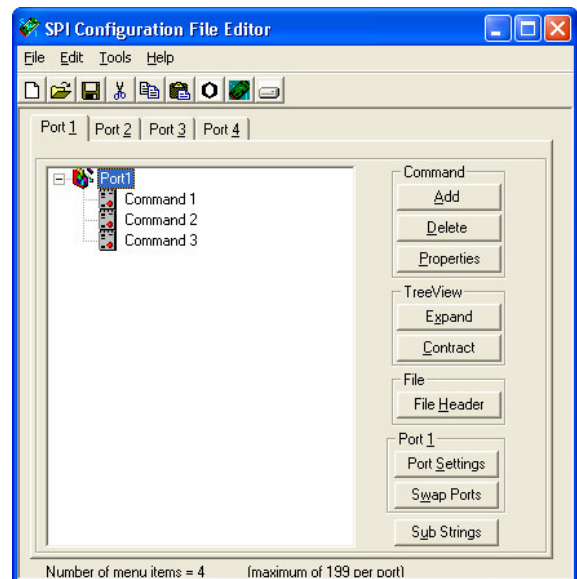 SPI Configuration File Editor
File Edit Tools Help
Port 1 Port 2 Port 3 Port 4
Port1
Command 1
Command 2
Command 3
Command
Add
Delete
Properties
TreeView
Expand
Contract
File
File Header
Port 1
Port Settings
Swap Ports
Sub Strings
Number of menu items = 4 (maximum of 199 per port)